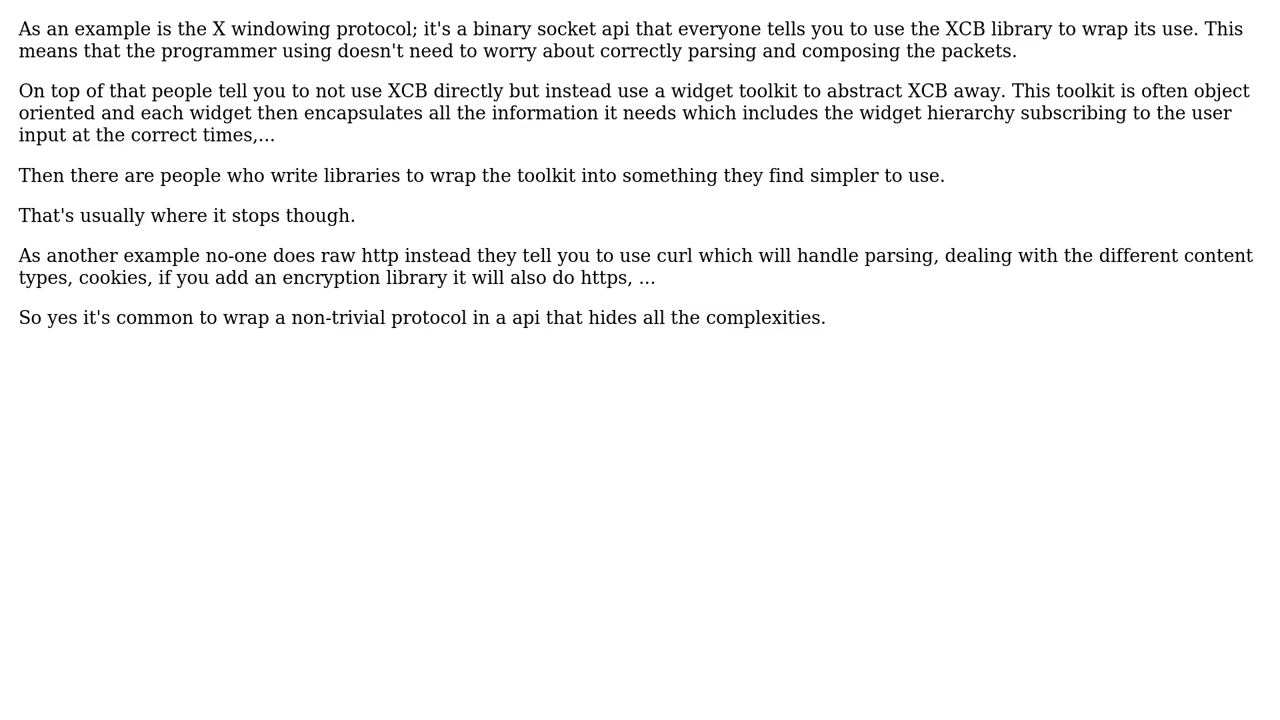 As an example is the X windowing protocol; it's a binary socket api that everyone tells you to use the XCB library to wrap its use. This
means that the programmer using doesn't need to worry about correctly parsing and composing the packets.
On top of that people tell you to not use XCB directly but instead use a widget toolkit to abstract XCB away. This toolkit is often object
oriented and each widget then encapsulates all the information it needs which includes the widget hierarchy subscribing to the user
input at the correct times,...
Then there are people who write libraries to wrap the toolkit into something they find simpler to use.
That's usually where it stops though.
As another example no-one does raw http instead they tell you to use curl which will handle parsing, dealing with the different content
types, cookies, if you add an encryption library it will also do https, ...
So yes it's common to wrap a non-trivial protocol in a api that hides all the complexities.